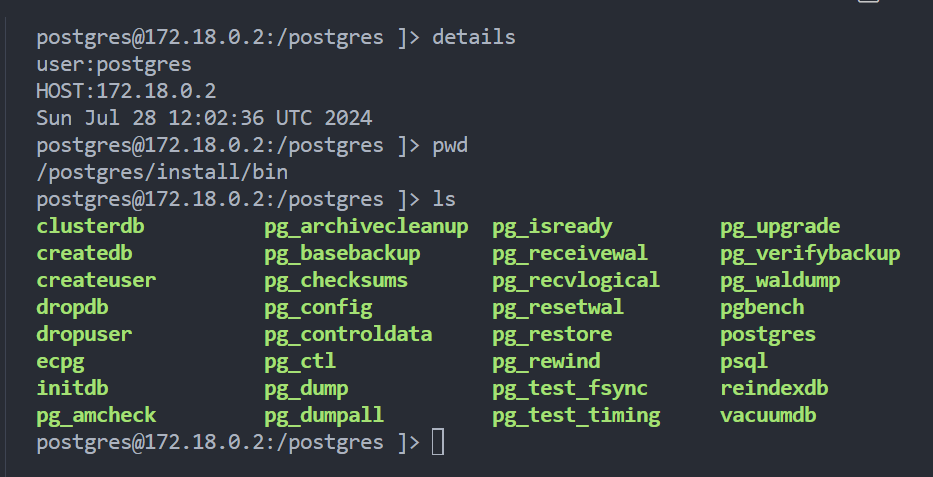 postgres@172.18.0.2:/postgres ]> details
user:postgres
HOST:172.18.0.2
Sun Jul 28 12:02:36 UTC 2024
postgres@172.18.0.2:/postgres ]> pwd
/postgres/install/bin
postgres@172.18.0.2:/postgres ]> ls
clusterdb pg_archivecleanup pg_isready pg_upgrade
createdb pg_basebackup pg_receivewal pg_verifybackup
createuser pg_checksums pg_recvlogical pg_waldump
dropdb pg_config pg_resetwal pgbench
dropuser pg_controldata pg_restore postgres
ecpg pg_ctl pg_rewind psql
initdb pg_dump pg_test_fsync reindexdb
pg_amcheck pg_dumpall pg_test_timing vacuumdb
postgres@172.18.0.2:/postgres ]>